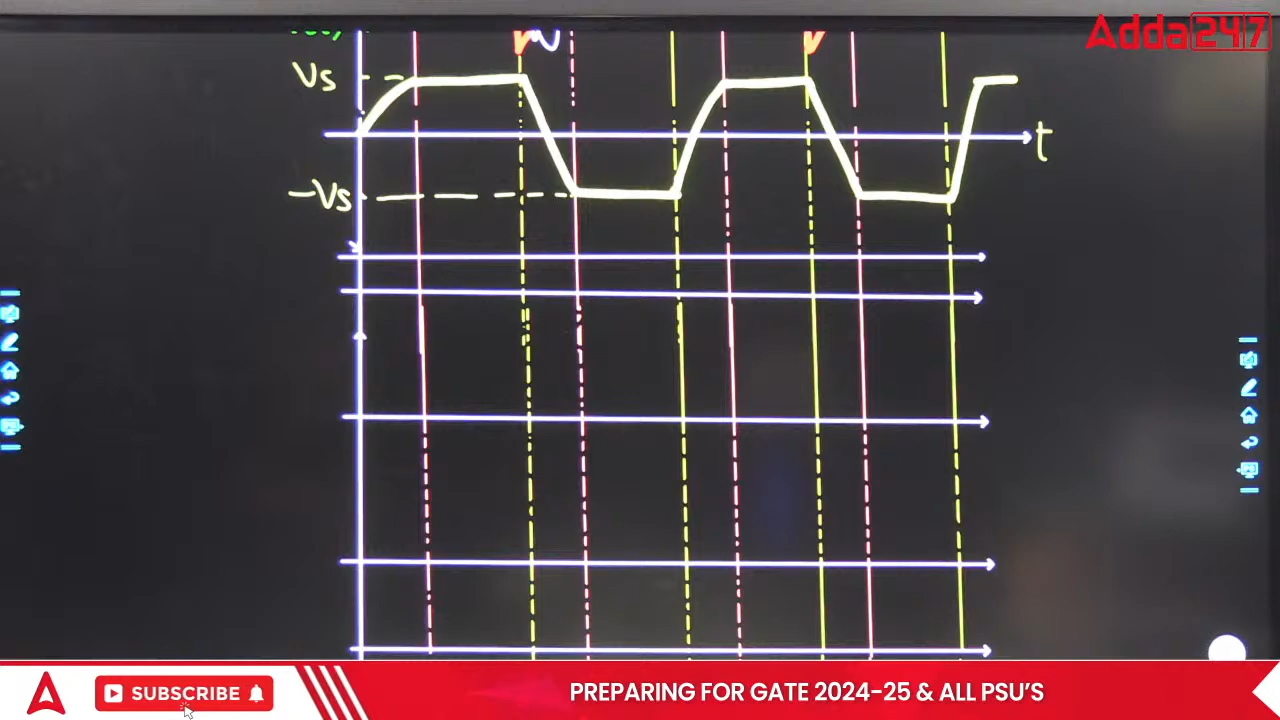 Adda247
Vs
t
-Vs
SUBSCRIBE
PREPARING FOR GATE 2024-25 & ALL PSU'S